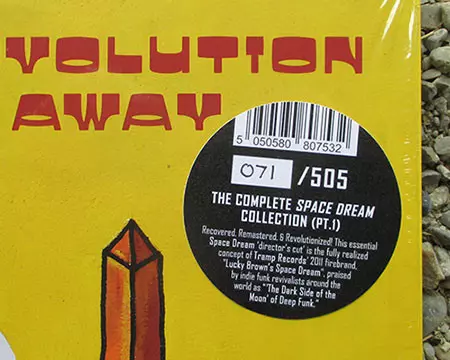 VOLUTION
AWAY
5 050580 807532
071 /505
THE COMPLETE SPACE DREAM
COLLECTION (PT.1)
Recovered, Remastered, & Revolutionized! This essential
Space Dream 'director's cut' is the fully realized
concept of Tramp Records' 2011 firebrand,
"Lucky Brown's Space Dream", praised
by indie funk revivalists around the
world as "'The Dark Side of the
Moon' of Deep Funk."